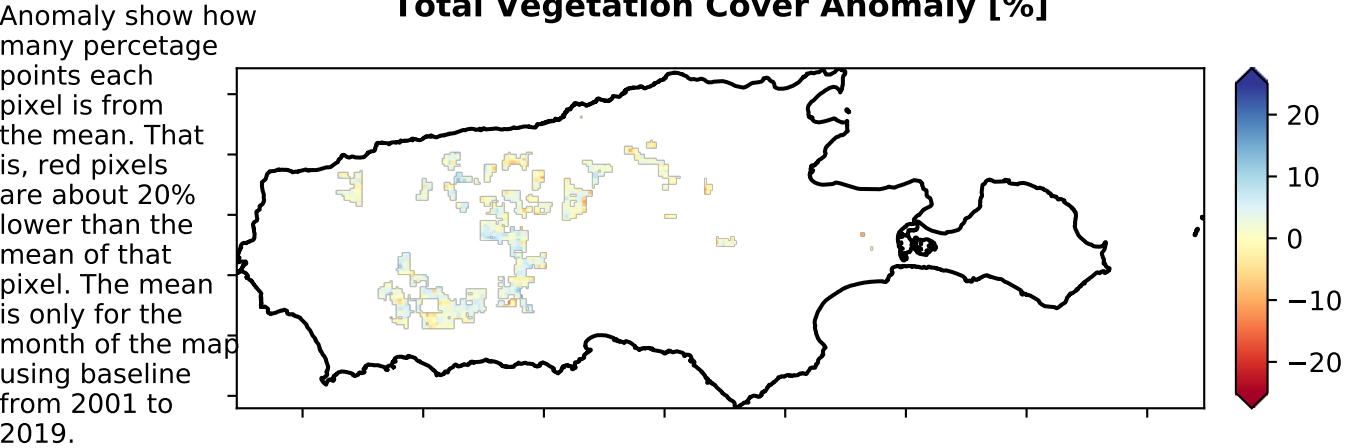 Total Vegetation Cover Anomaly [%]
Anomaly show how
many percetage
points each
pixel is from
the mean. That
is, red pixels
are about 20%
lower than the
mean of that
pixel. The mean
is only for the
month of the map
using baseline
from 2001 to
2019.
20
10
0
−10
−20